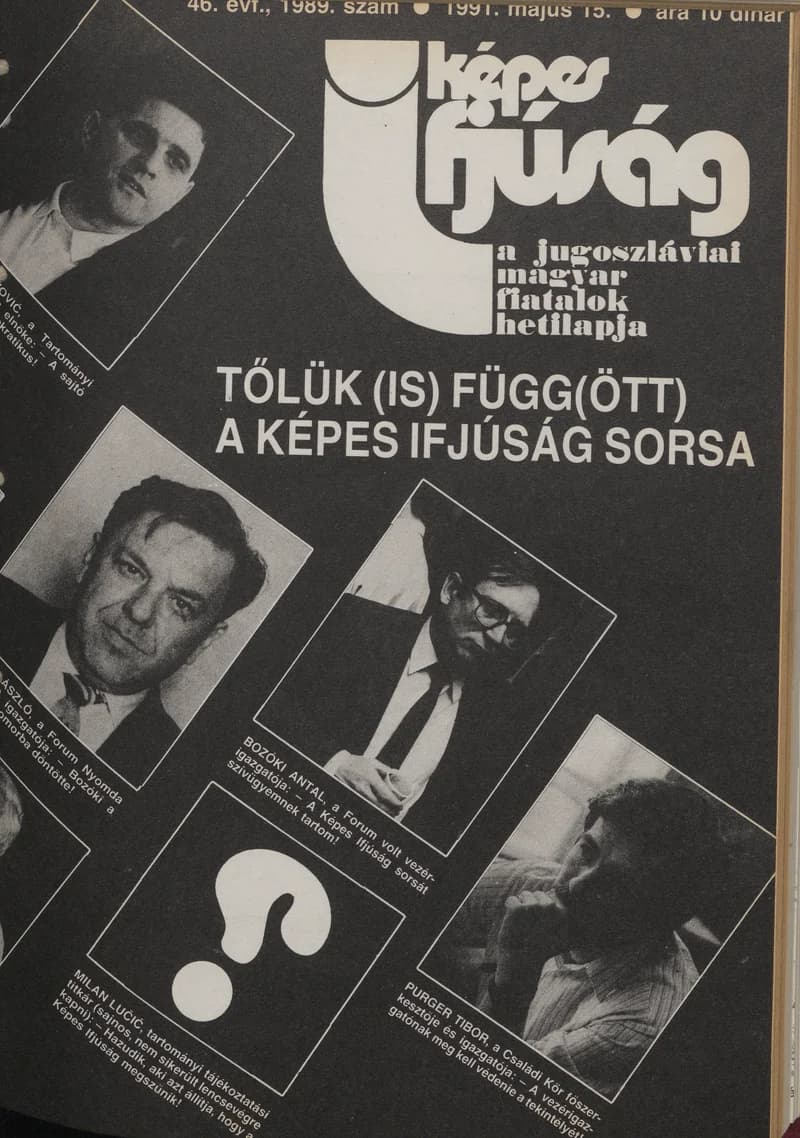 46. évf., 1989. szám ● 1991. május 15. ● ára 10 dinár
képes
ifjúság
a jugoszláviai
magyar
fiatalok
hetilapja
TŐLÜK (IS) FÜGG(ÖTT)
A KÉPES IFJÚSÁG SORSA
OVIĆ, a Tartományi
elnöke: – A sajtó
kratikus!
ÁSZLÓ, a Forum Nyomda
igazgatója: – Bozóki a
omorba döntötte!
BOZÓKI ANTAL, a Forum volt vezér-
igazgatója: – A Képes Ifjúság sorsát
szívügyemnek tartom!
?
MILAN LUČIĆ, tartományi tájékoztatási
titkár (sajnos, nem sikerült lencsevégre
kapni): – Hazudik, aki azt állítja, hogy a
Képes Ifjúság megszűnik!
PURGER TIBOR, a Családi Kör főszer-
kesztője és igazgatója: – A vezérigaz-
gatónak meg kell védenie a tekintélyét